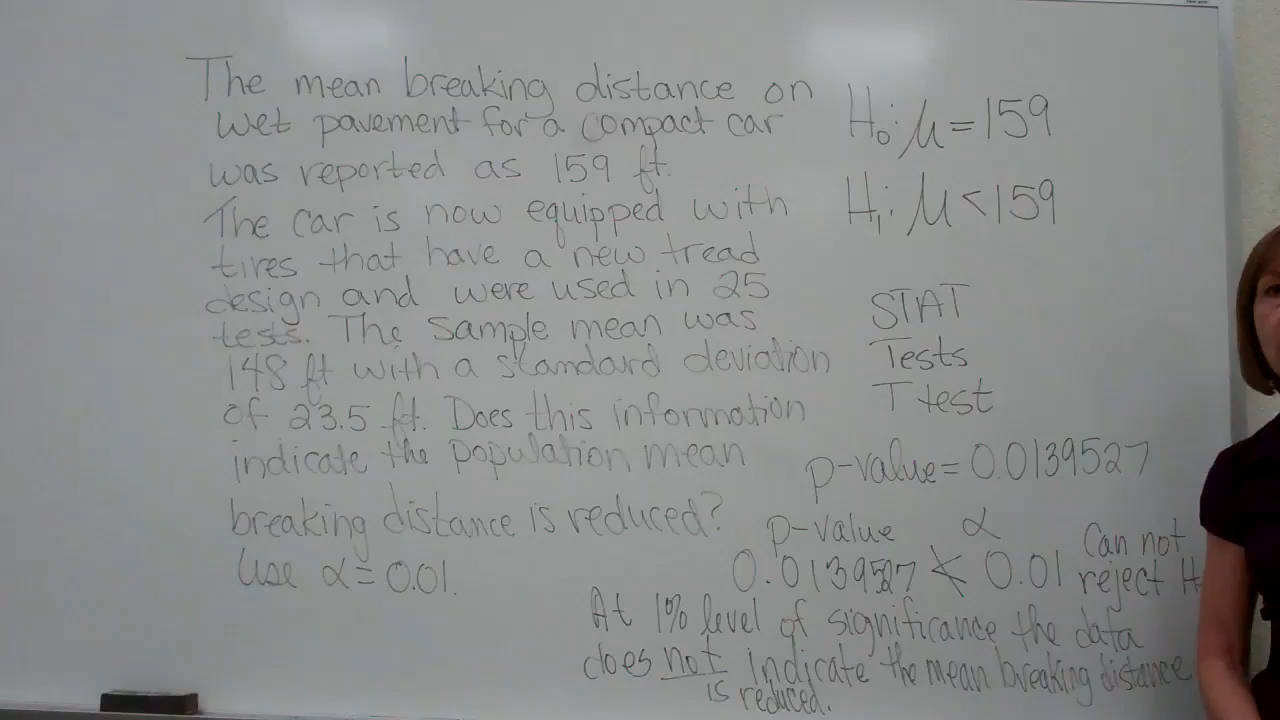 The mean breaking distance on
wet pavement for a compact car
was reported as 159 ft.
The car is now equipped with
tires that have a new tread
design and were used in 25
tests. The sample mean was
148 ft with a standard deviation
of 23.5 ft. Does this information
indicate the population mean
breaking distance is reduced?
Use α = 0.01.
H₀: μ = 159
H₁: μ < 159
STAT
Tests
T test
p-value = 0.0139527
p-value α
0.0139527 ≮ 0.01
Can not
reject H
At 1% level of significance the data
does not indicate the mean breaking distance
is reduced.